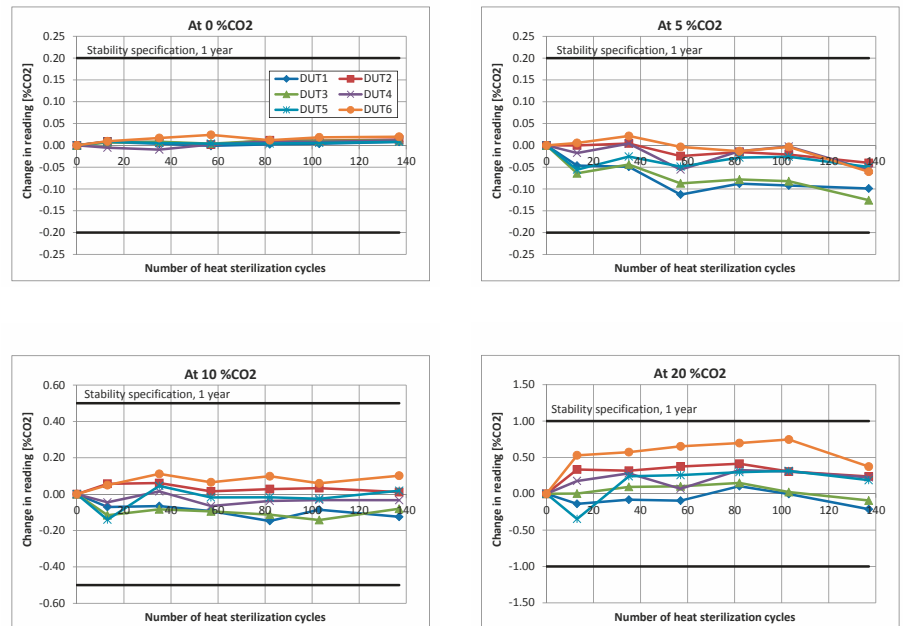 At 0 %CO2
Stability specification, 1 year
0.25
0.20
0.15
0.10
0.05
0.00
-0.05
-0.10
-0.15
-0.20
-0.25
Change in reading [%CO2]
DUT1 DUT2
DUT3 DUT4
DUT5 DUT6
0 20 40 60 80 100 120 140
Number of heat sterilization cycles
At 5 %CO2
Stability specification, 1 year
0.25
0.20
0.15
0.10
0.05
0.00
-0.05
-0.10
-0.15
-0.20
-0.25
Change in reading [%CO2]
0 20 40 60 80 100 120 140
Number of heat sterilization cycles
At 10 %CO2
Stability specification, 1 year
0.60
0.40
0.20
0.00
-0.20
-0.40
-0.60
Change in reading [%CO2]
0 20 40 60 80 100 120 140
Number of heat sterilization cycles
At 20 %CO2
Stability specification, 1 year
1.50
1.00
0.50
0.00
-0.50
-1.00
-1.50
Change in reading [%CO2]
0 20 40 60 80 100 120 140
Number of heat sterilization cycles